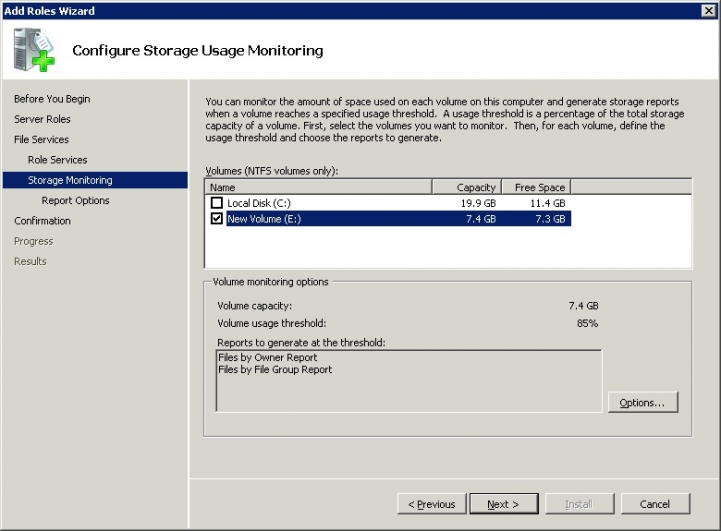 Add Roles Wizard
Configure Storage Usage Monitoring
Before You Begin
Server Roles
File Services
Role Services
Storage Monitoring
Report Options
Confirmation
Progress
Results
You can monitor the amount of space used on each volume on this computer and generate storage reports
when a volume reaches a specified usage threshold. A usage threshold is a percentage of the total storage
capacity of a volume. First, select the volumes you want to monitor. Then, for each volume, define the
usage threshold and choose the reports to generate.
Volumes (NTFS volumes only):
Name Capacity Free Space
Local Disk (C:) 19.9 GB 11.4 GB
New Volume (E:) 7.4 GB 7.3 GB
Volume monitoring options
Volume capacity: 7.4 GB
Volume usage threshold: 85%
Reports to generate at the threshold:
Files by Owner Report
Files by File Group Report
Options...
< Previous Next > Install Cancel